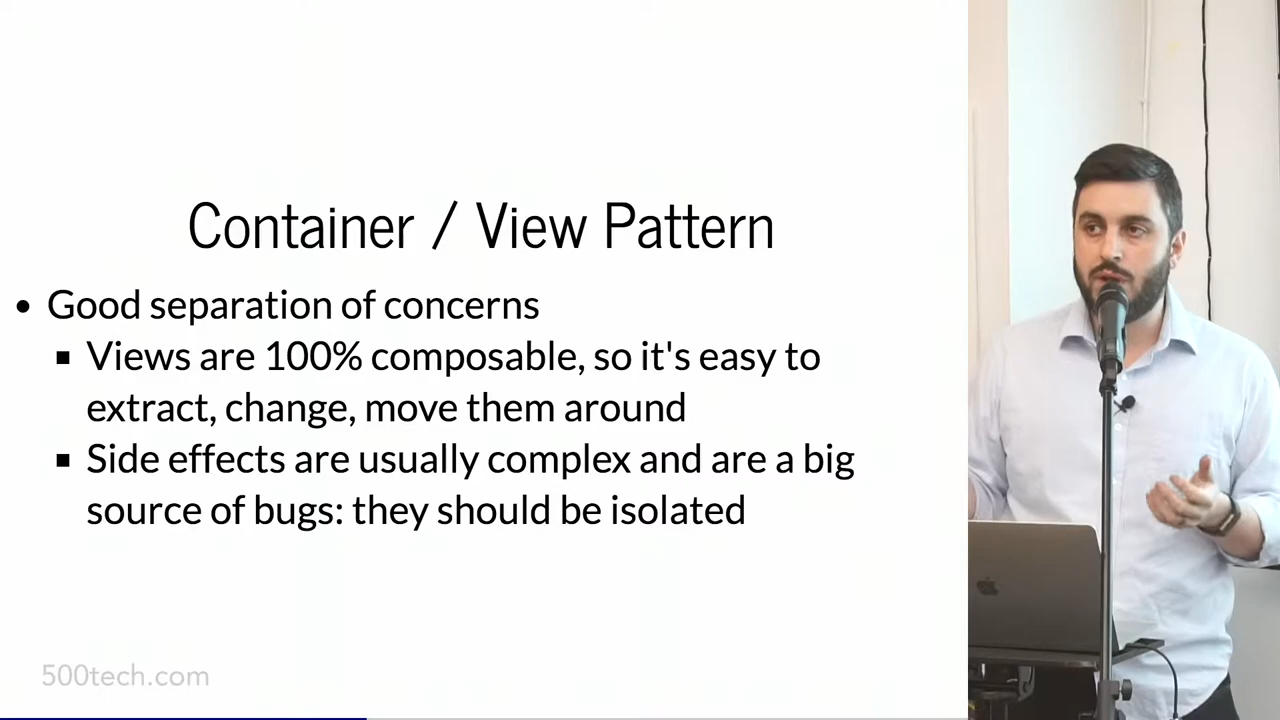 Container / View Pattern
• Good separation of concerns
▪ Views are 100% composable, so it's easy to
extract, change, move them around
▪ Side effects are usually complex and are a big
source of bugs: they should be isolated
500tech.com